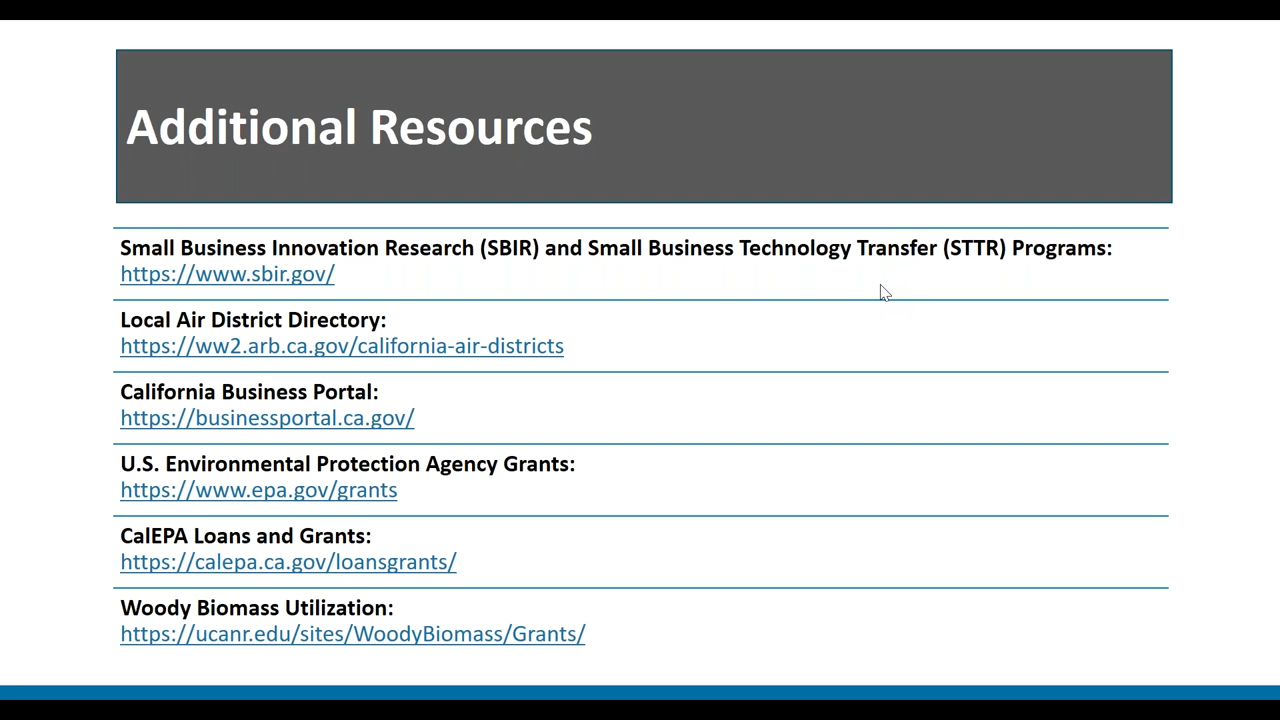 Additional Resources
Small Business Innovation Research (SBIR) and Small Business Technology Transfer (STTR) Programs:
https://www.sbir.gov/
Local Air District Directory:
https://ww2.arb.ca.gov/california-air-districts
California Business Portal:
https://businessportal.ca.gov/
U.S. Environmental Protection Agency Grants:
https://www.epa.gov/grants
CalEPA Loans and Grants:
https://calepa.ca.gov/loansgrants/
Woody Biomass Utilization:
https://ucanr.edu/sites/WoodyBiomass/Grants/